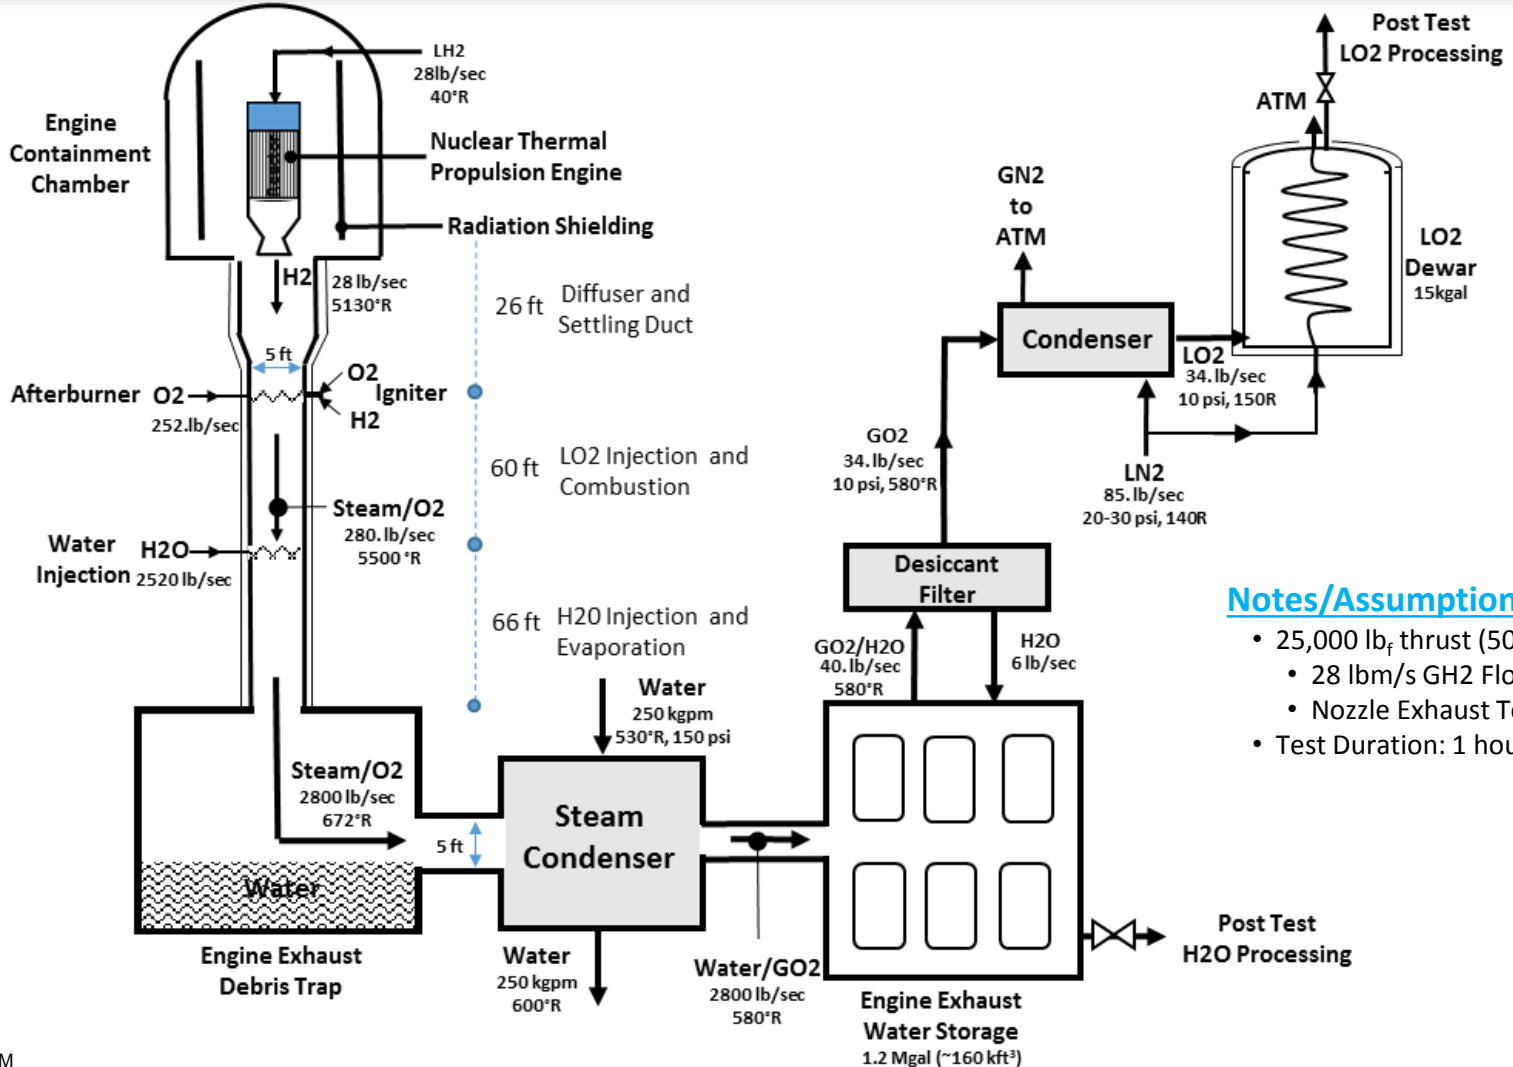 LH2
28lb/sec
40°R
Engine
Containment
Chamber
Reactor
Nuclear Thermal
Propulsion Engine
Radiation Shielding
H2
28 lb/sec
5130°R
26 ft
Diffuser and
Settling Duct
5 ft
Afterburner
O2
252.lb/sec
O2
Igniter
H2
60 ft
LO2 Injection and
Combustion
Steam/O2
280. lb/sec
5500 °R
Water
Injection
H2O
2520 lb/sec
66 ft
H20 Injection and
Evaporation
Water
250 kgpm
530°R, 150 psi
Steam/O2
2800 lb/sec
672°R
5 ft
Water
Engine Exhaust
Debris Trap
Steam
Condenser
Water
250 kgpm
600°R
Water/GO2
2800 lb/sec
580°R
Engine Exhaust
Water Storage
1.2 Mgal (~160 kft³)
Post Test
H2O Processing
GO2/H2O
40. lb/sec
580°R
H2O
6 lb/sec
Desiccant
Filter
GO2
34. lb/sec
10 psi, 580°R
GN2
to
ATM
Condenser
LO2
34. lb/sec
10 psi, 150R
LN2
85. lb/sec
20-30 psi, 140R
ATM
Post Test
LO2 Processing
LO2
Dewar
15kgal
Notes/Assumption
• 25,000 lbf thrust (50
• 28 lbm/s GH2 Flo
• Nozzle Exhaust Te
• Test Duration: 1 hou
M